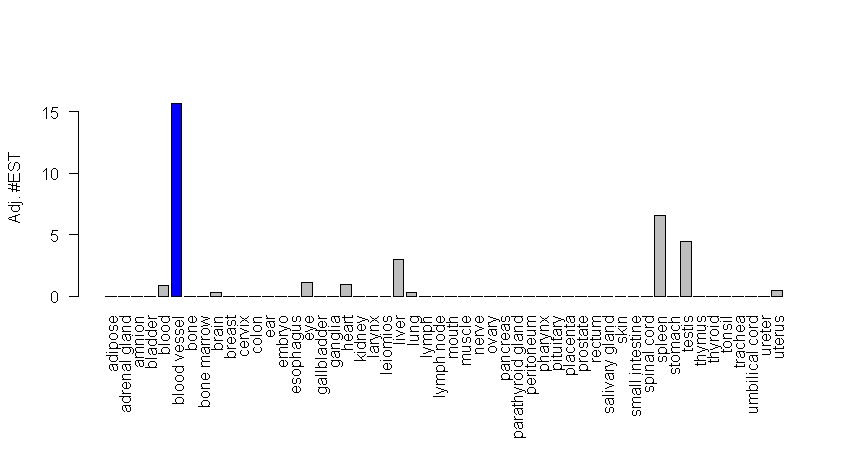 Adj. #EST
15
10
5
0
adipose
adrenal gland
amnion
bladder
blood
blood vessel
bone
bone marrow
brain
breast
cervix
colon
ear
embryo
esophagus
eye
gallbladder
ganglia
heart
kidney
larynx
leiomios
liver
lung
lymph
lymph node
mouth
muscle
nerve
ovary
pancreas
parathyroid gland
peritoneum
pharynx
pituitary
placenta
prostate
rectum
salivary gland
skin
small intestine
spinal cord
spleen
stomach
testis
thymus
thyroid
tonsil
trachea
umbilical cord
ureter
uterus